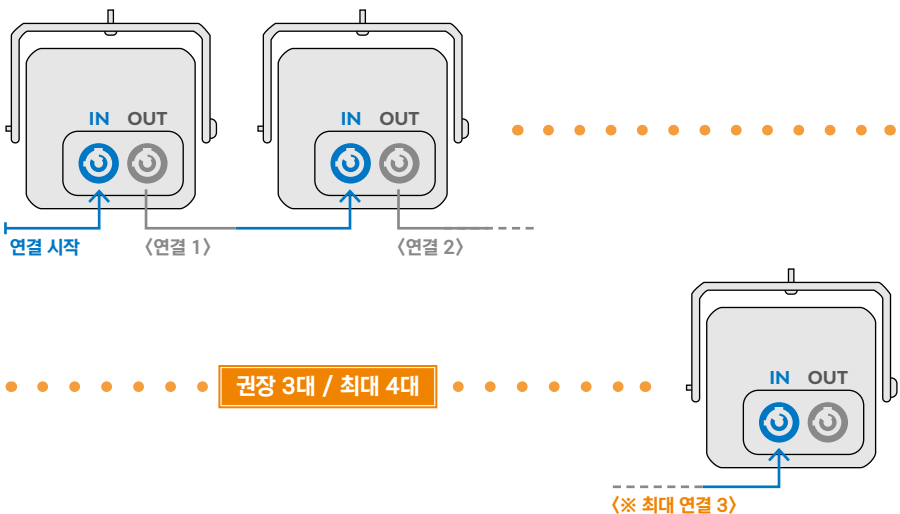 IN OUT
IN OUT
연결 시작
〈연결 1〉
〈연결 2〉
권장 3대 / 최대 4대
IN OUT
〈※ 최대 연결 3〉